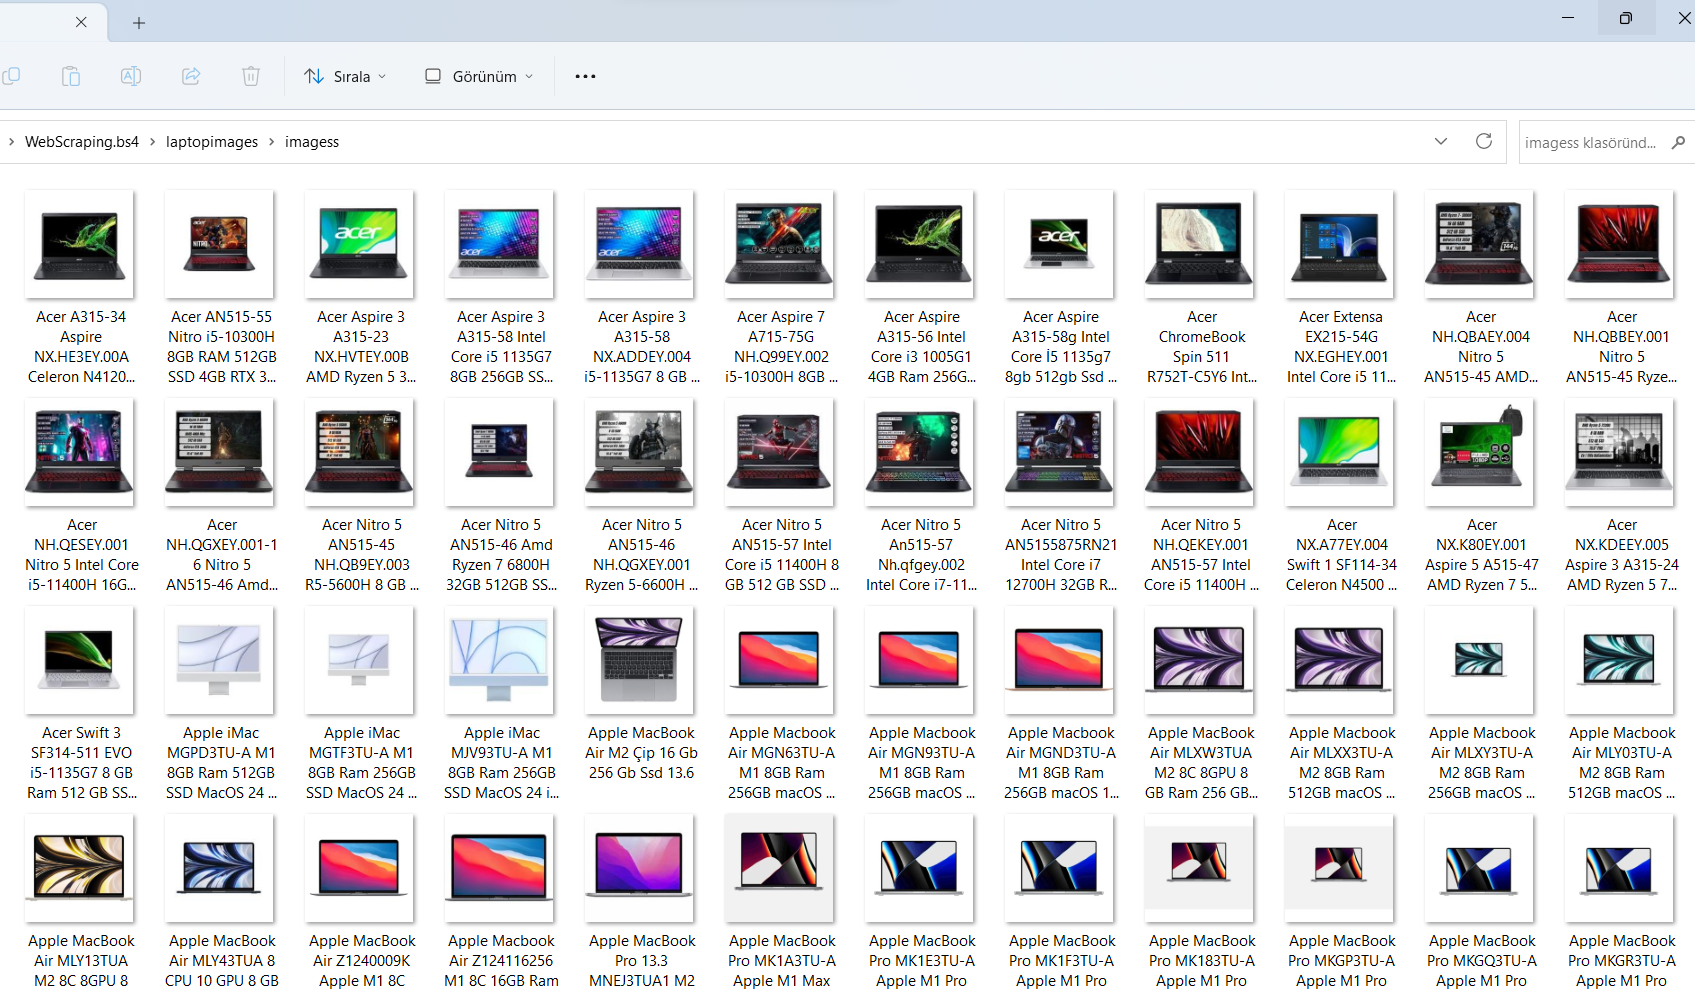 Sırala
Görünüm
WebScraping.bs4
laptopimages
imagess
imagess klasöründ...
Acer A315-34
Aspire
NX.HE3EY.00A
Celeron N4120...
Acer AN515-55
Nitro i5-10300H
8GB RAM 512GB
SSD 4GB RTX 3...
Acer Aspire 3
A315-23
NX.HVTEY.00B
AMD Ryzen 5 3...
Acer Aspire 3
A315-58 Intel
Core i5 1135G7
8GB 256GB SS...
Acer Aspire 3
A315-58
NX.ADDEY.004
i5-1135G7 8 GB ...
Acer Aspire 7
A715-75G
NH.Q99EY.002
i5-10300H 8GB ...
Acer Aspire
A315-56 Intel
Core i3 1005G1
4GB Ram 256G...
Acer Aspire
A315-58g Intel
Core İ5 1135g7
8gb 512gb Ssd ...
Acer
ChromeBook
Spin 511
R752T-C5Y6 Int...
Acer Extensa
EX215-54G
NX.EGHEY.001
Intel Core i5 11...
Acer
NH.QBAEY.004
Nitro 5
AN515-45 AMD...
Acer
NH.QBBEY.001
Nitro 5
AN515-45 Ryze...
Acer
NH.QESEY.001
Nitro 5 Intel Core
i5-11400H 16G...
Acer
NH.QGXEY.001-1
6 Nitro 5
AN515-46 Amd...
Acer Nitro 5
AN515-45
NH.QB9EY.003
R5-5600H 8 GB ...
Acer Nitro 5
AN515-46 Amd
Ryzen 7 6800H
32GB 512GB SS...
Acer Nitro 5
AN515-46
NH.QGXEY.001
Ryzen 5-6600H ...
Acer Nitro 5
AN515-57 Intel
Core i5 11400H 8
GB 512 GB SSD ...
Acer Nitro 5
An515-57
Nh.qfgey.002
Intel Core i7-11...
Acer Nitro 5
AN5155875RN21
Intel Core i7
12700H 32GB R...
Acer Nitro 5
NH.QEKEY.001
AN515-57 Intel
Core i5 11400H ...
Acer
NX.A77EY.004
Swift 1 SF114-34
Celeron N4500 ...
Acer
NX.K80EY.001
Aspire 5 A515-47
AMD Ryzen 7 5...
Acer
NX.KDEEY.005
Aspire 3 A315-24
AMD Ryzen 5 7...
Acer Swift 3
SF314-511 EVO
i5-1135G7 8 GB
Ram 512 GB SS...
Apple iMac
MGPD3TU-A M1
8GB Ram 512GB
SSD MacOS 24 ...
Apple iMac
MGTF3TU-A M1
8GB Ram 256GB
SSD MacOS 24 ...
Apple iMac
MJV93TU-A M1
8GB Ram 256GB
SSD MacOS 24 i...
Apple MacBook
Air M2 Çip 16 Gb
256 Gb Ssd 13.6
Apple Macbook
Air MGN63TU-A
M1 8GB Ram
256GB macOS ...
Apple Macbook
Air MGN93TU-A
M1 8GB Ram
256GB macOS ...
Apple Macbook
Air MGND3TU-A
M1 8GB Ram
256GB macOS 1...
Apple MacBook
Air MLXW3TUA
M2 8C 8GPU 8
GB Ram 256 GB...
Apple Macbook
Air MLXX3TU-A
M2 8GB Ram
512GB macOS ...
Apple Macbook
Air MLXY3TU-A
M2 8GB Ram
256GB macOS ...
Apple Macbook
Air MLY03TU-A
M2 8GB Ram
512GB macOS ...
Apple MacBook
Air MLY13TUA
M2 8C 8GPU 8
Apple MacBook
Air MLY43TUA 8
CPU 10 GPU 8 GB
Apple MacBook
Air Z1240009K
Apple M1 8C
Apple Macbook
Air Z124116256
M1 8C 16GB Ram
Apple MacBook
Pro 13.3
MNEJ3TUA1 M2
Apple MacBook
Pro MK1A3TU-A
Apple M1 Max
Apple MacBook
Pro MK1E3TU-A
Apple M1 Pro
Apple MacBook
Pro MK1F3TU-A
Apple M1 Pro
Apple MacBook
Pro MK183TU-A
Apple M1 Pro
Apple MacBook
Pro MKGP3TU-A
Apple M1 Pro
Apple MacBook
Pro MKGQ3TU-A
Apple M1 Pro
Apple MacBook
Pro MKGR3TU-A
Apple M1 Pro